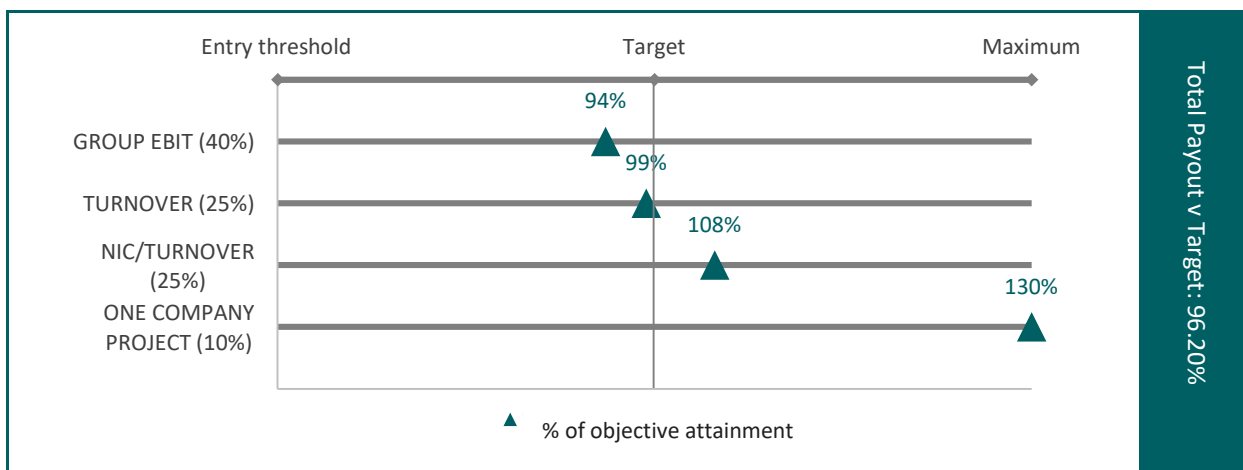 Entry threshold
Target
Maximum
94%
GROUP EBIT (40%)
99%
TURNOVER (25%)
108%
NIC/TURNOVER
(25%)
130%
ONE COMPANY
PROJECT (10%)
% of objective attainment
Total Payout v Target: 96.20%